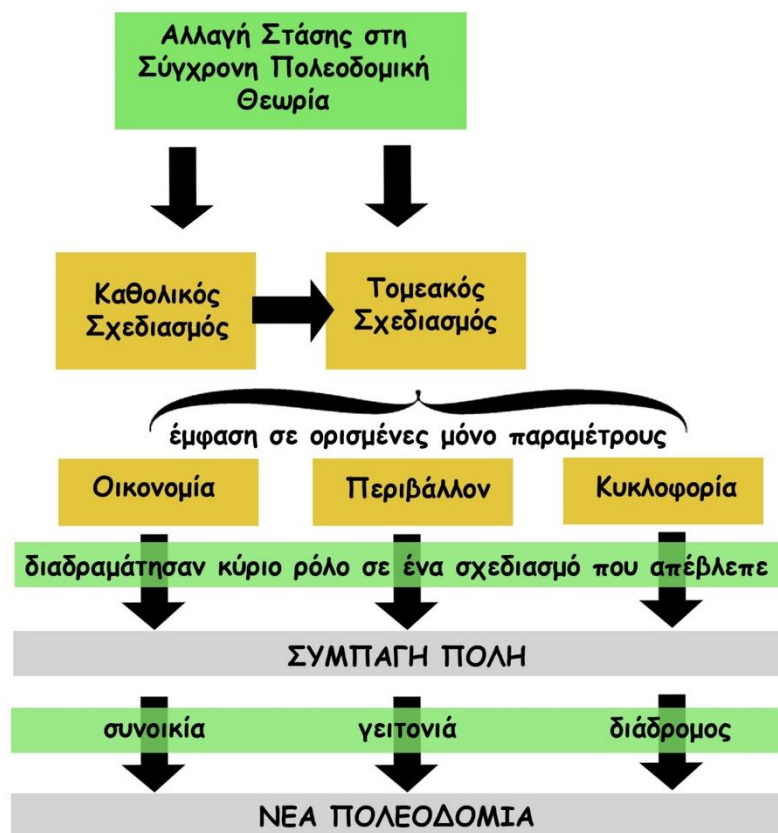 Αλλαγή Στάσης στη
Σύγχρονη Πολεοδομική
Θεωρία
Καθολικός
Σχεδιασμός
Τομεακός
Σχεδιασμός
έμφαση σε ορισμένες μόνο παραμέτρους
Οικονομία
Περιβάλλον
Κυκλοφορία
διαδραμάτησαν κύριο ρόλο σε ένα σχεδιασμό που απέβλεπε
ΣΥΜΠΑΓΗ ΠΟΛΗ
συνοικία
γειτονιά
διάδρομος
ΝΕΑ ΠΟΛΕΟΔΟΜΙΑ